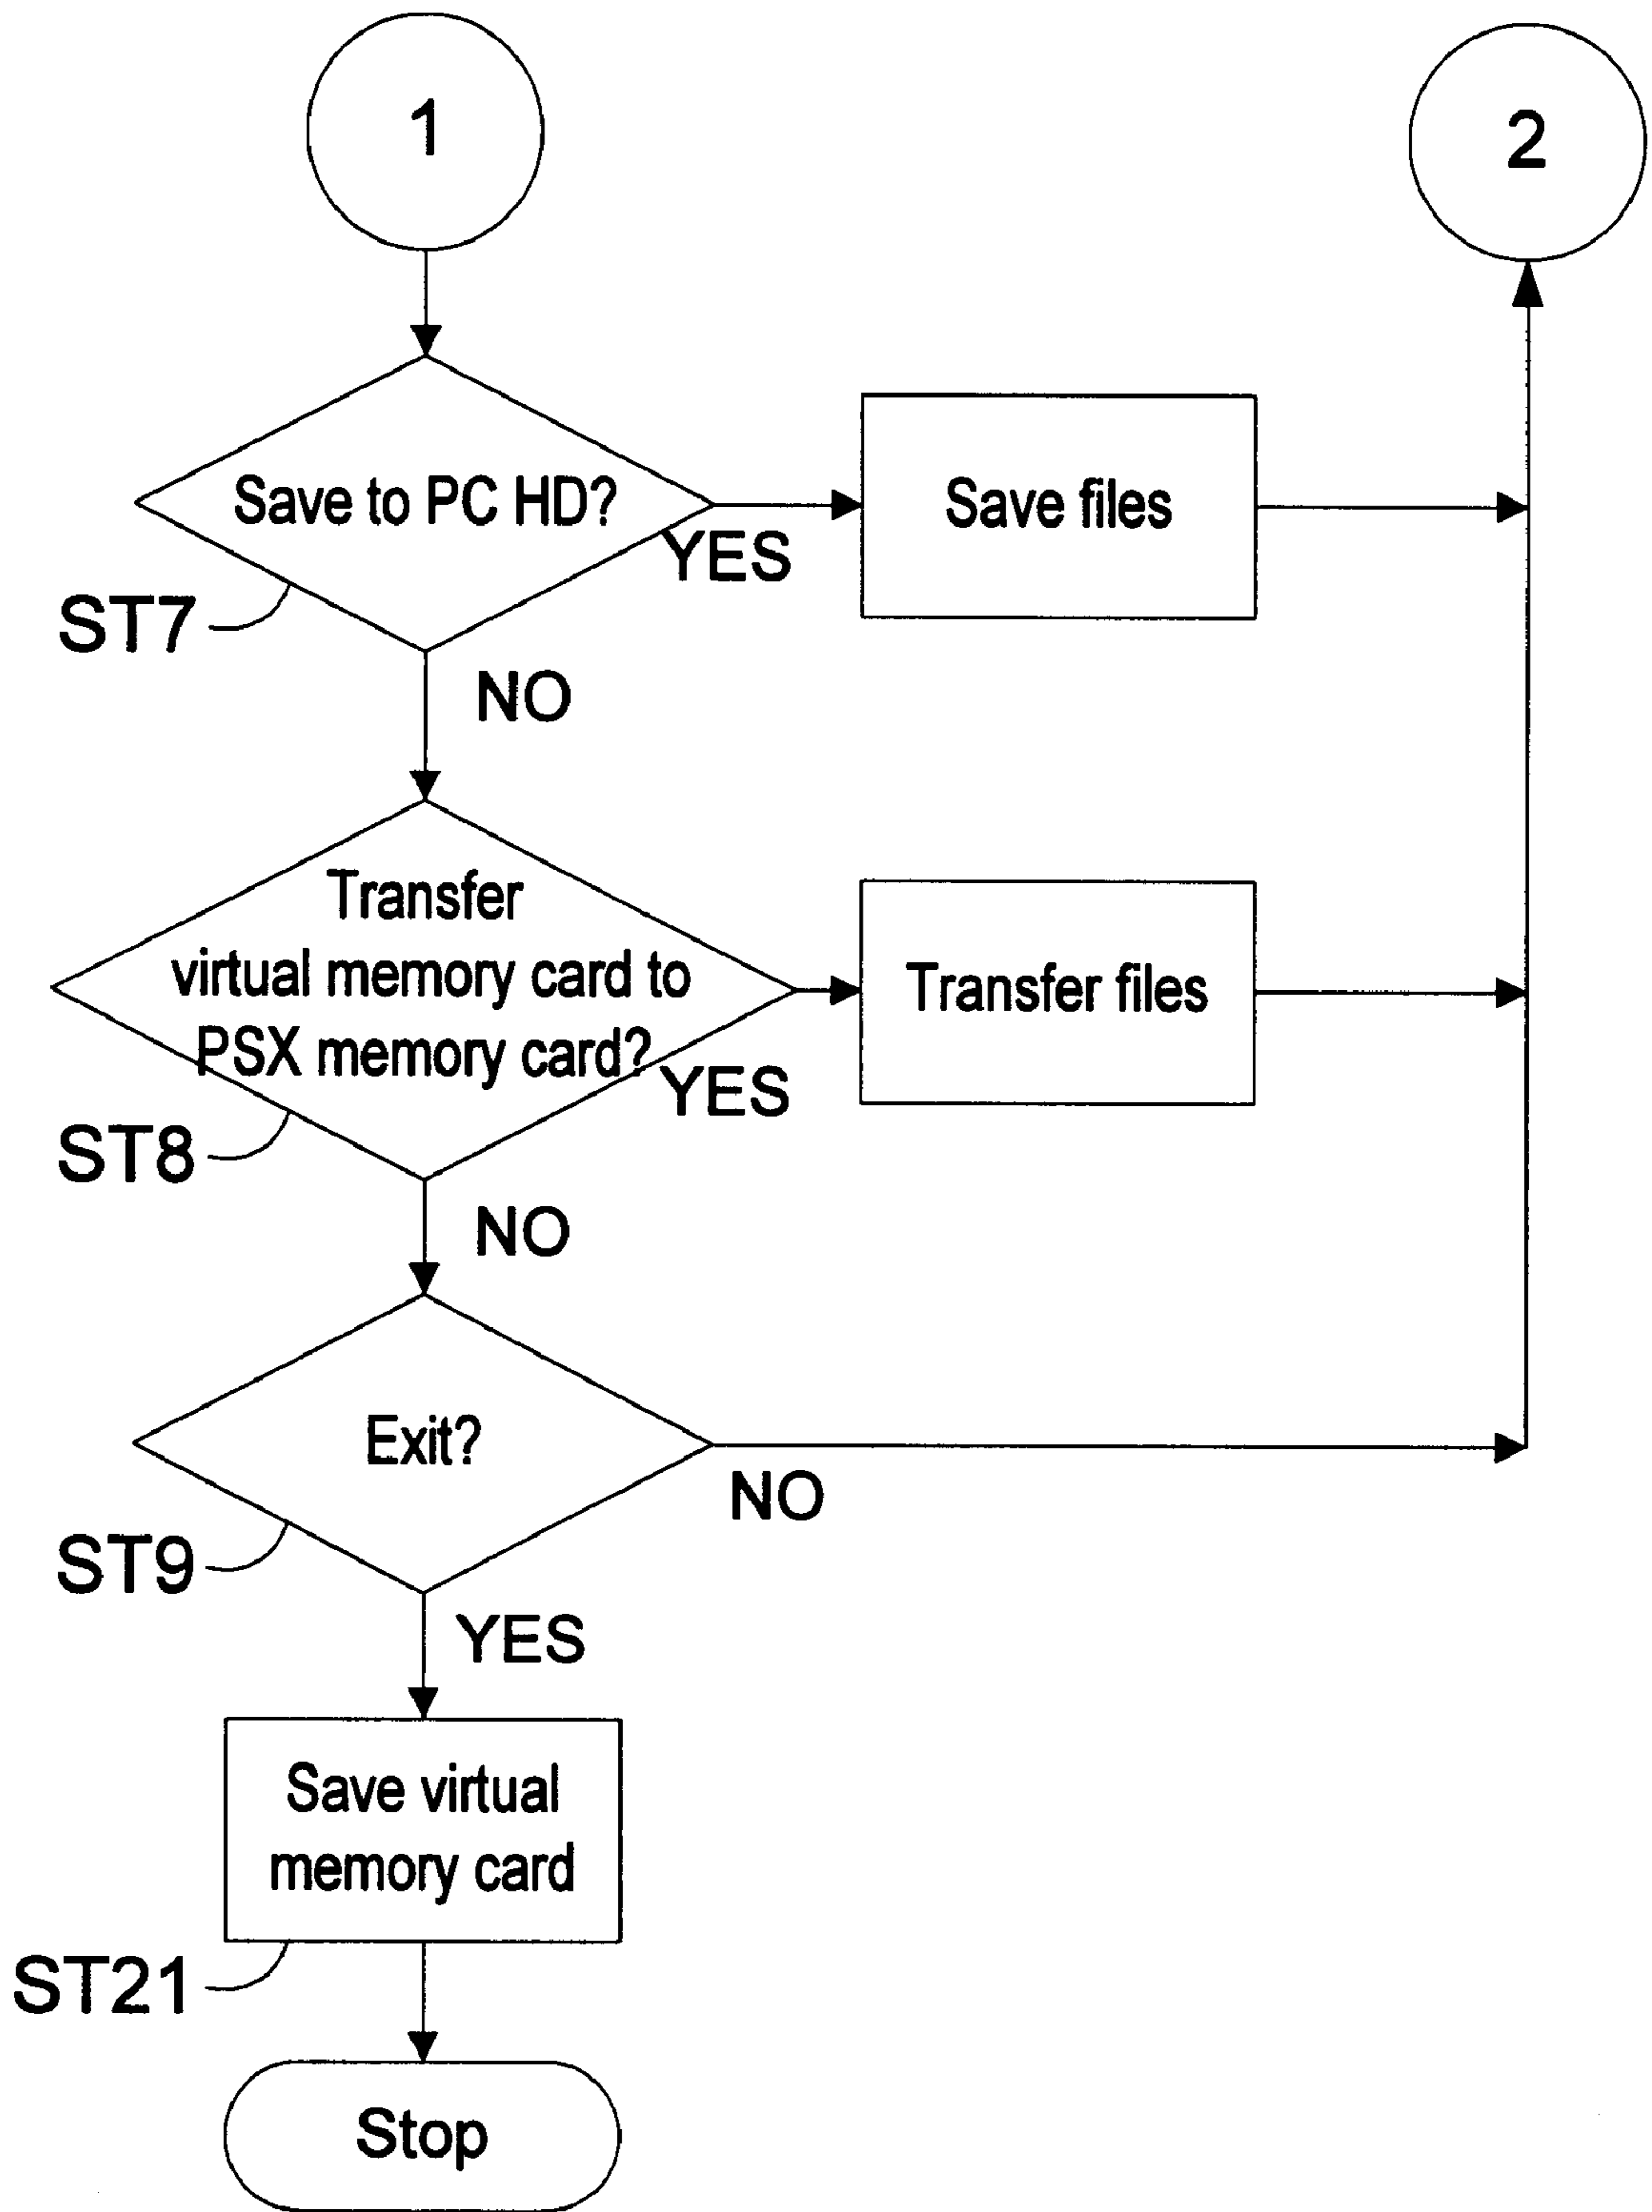 1
2
Save to PC HD?
YES
Save files
ST7
NO
Transfer
virtual memory card to
PSX memory card?
YES
Transfer files
ST8
NO
Exit?
NO
ST9
YES
Save virtual
memory card
ST21
Stop